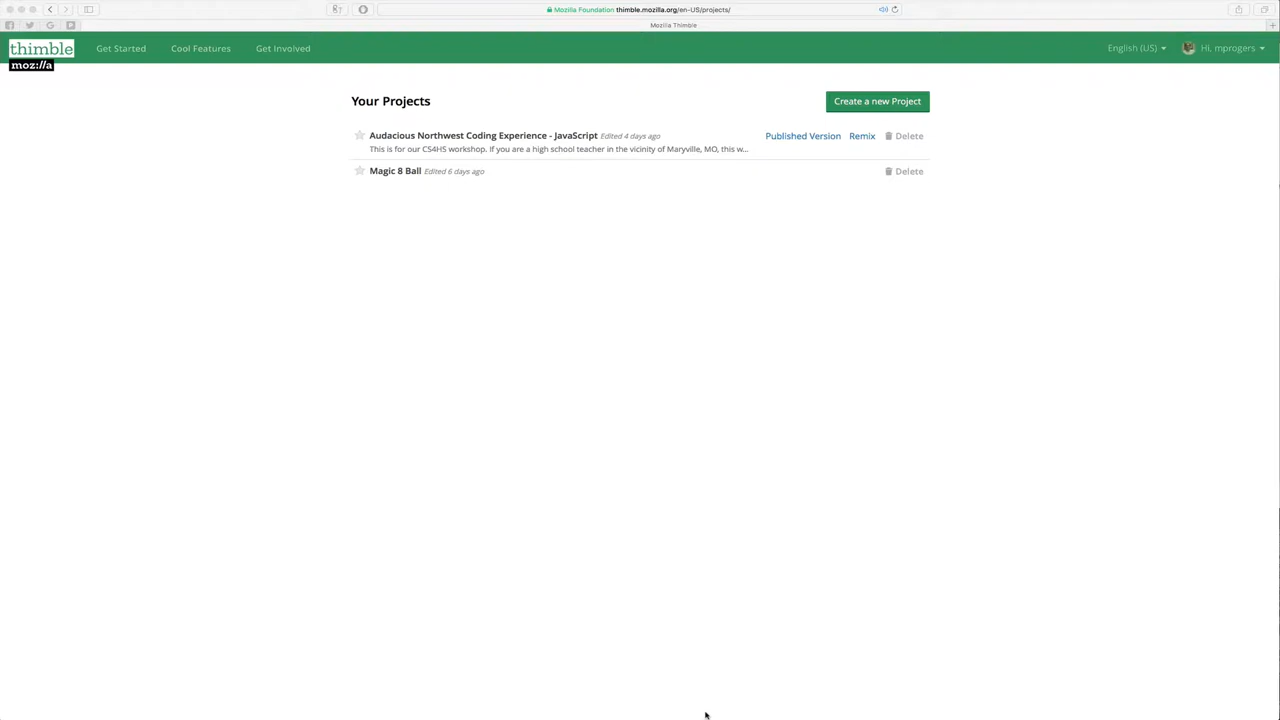 Mozilla Foundation thimble.mozilla.org/en-US/projects/
Mozilla Thimble
thimble Get Started Cool Features Get Involved English (US) Hi, mprogers
moz://a
Your Projects Create a new Project
Audacious Northwest Coding Experience - JavaScript Edited 4 days ago Published Version Remix Delete
This is for our CS4HS workshop. If you are a high school teacher in the vicinity of Maryville, MO, this w...
Magic 8 Ball Edited 6 days ago Delete